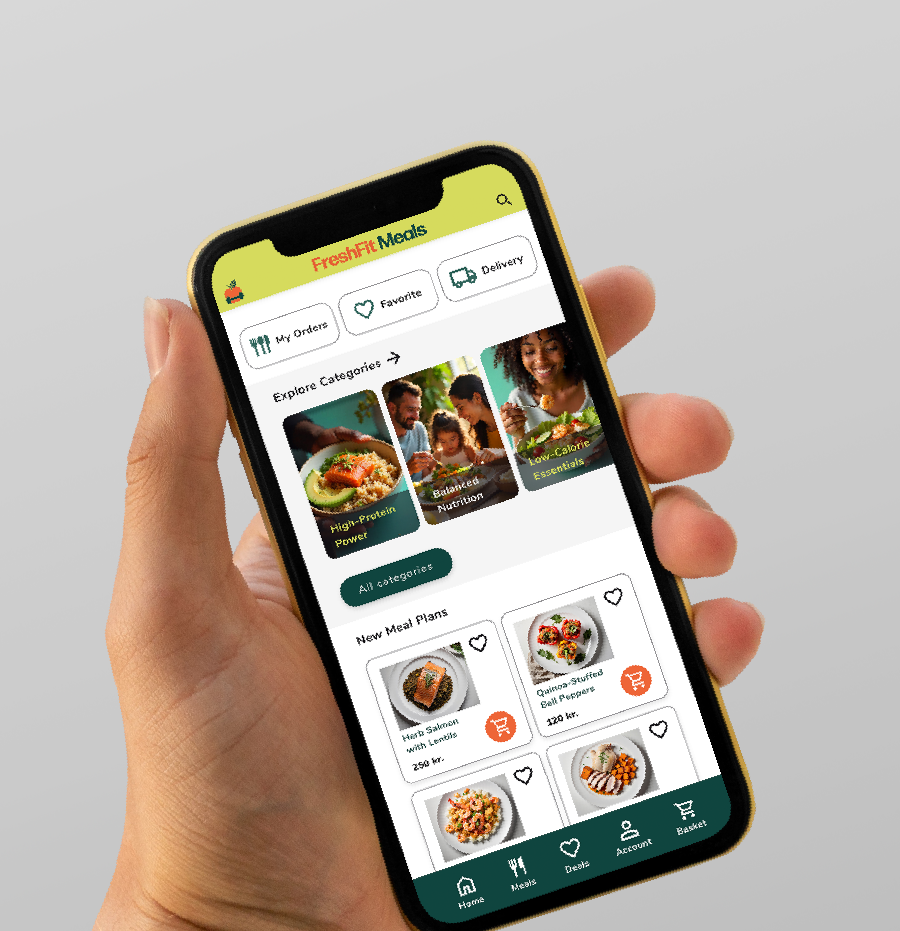 FreshFit Meals
My Orders
Favorite
Delivery
Explore Categories
High-Protein
Power
Balanced
Nutrition
Low-Calorie
Essentials
All categories
New Meal Plans
Herb Salmon
with Lentils
250 kr.
Quinoa-Stuffed
Bell Peppers
120 kr.
Home
Meals
Deals
Account
Basket